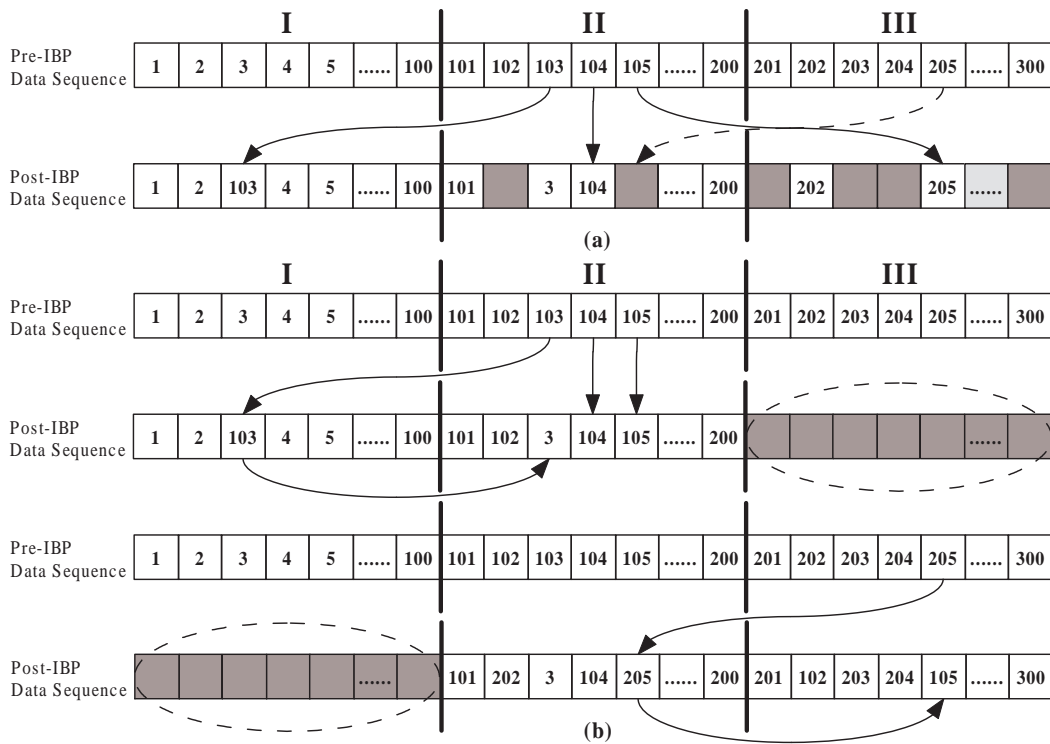 I II III
Pre-IBP
Data Sequence
1 2 3 4 5 ...... 100 101 102 103 104 105 ...... 200 201 202 203 204 205 ...... 300
Post-IBP
Data Sequence
1 2 103 4 5 ...... 100 101 3 104 ...... 200 202 205 ......
(a)
I II III
Pre-IBP
Data Sequence
1 2 3 4 5 ...... 100 101 102 103 104 105 ...... 200 201 202 203 204 205 ...... 300
Post-IBP
Data Sequence
1 2 103 4 5 ...... 100 101 102 3 104 105 ...... 200 ......
Pre-IBP
Data Sequence
1 2 3 4 5 ...... 100 101 102 103 104 105 ...... 200 201 202 203 204 205 ...... 300
Post-IBP
Data Sequence
...... 101 202 3 104 205 ...... 200 201 102 203 204 105 ...... 300
(b)